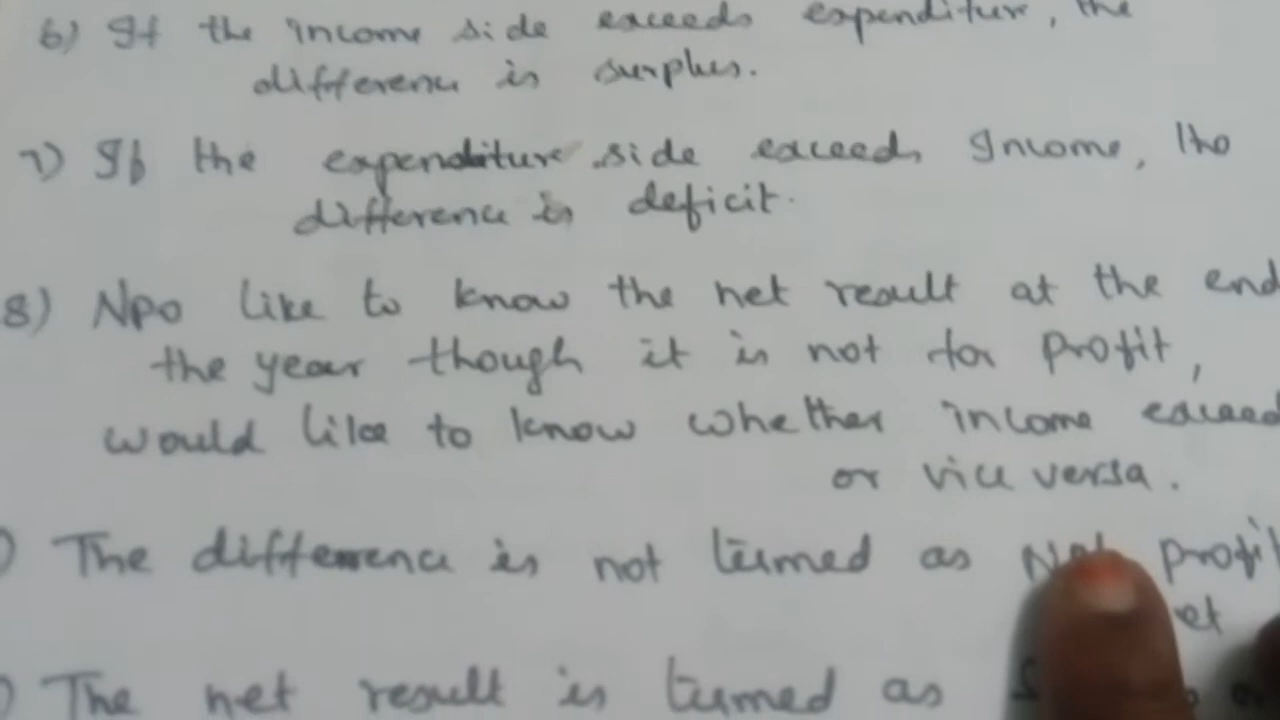 6) If the income side exceeds expenditure, the
difference is surplus.
7) If the expenditure side exceeds Income, the
difference is deficit.
8) Npo like to know the net result at the end
the year though it is not for profit,
would like to know whether income exceed
or vice versa.
) The difference is not termed as Net profit
et
) The net result is termed as